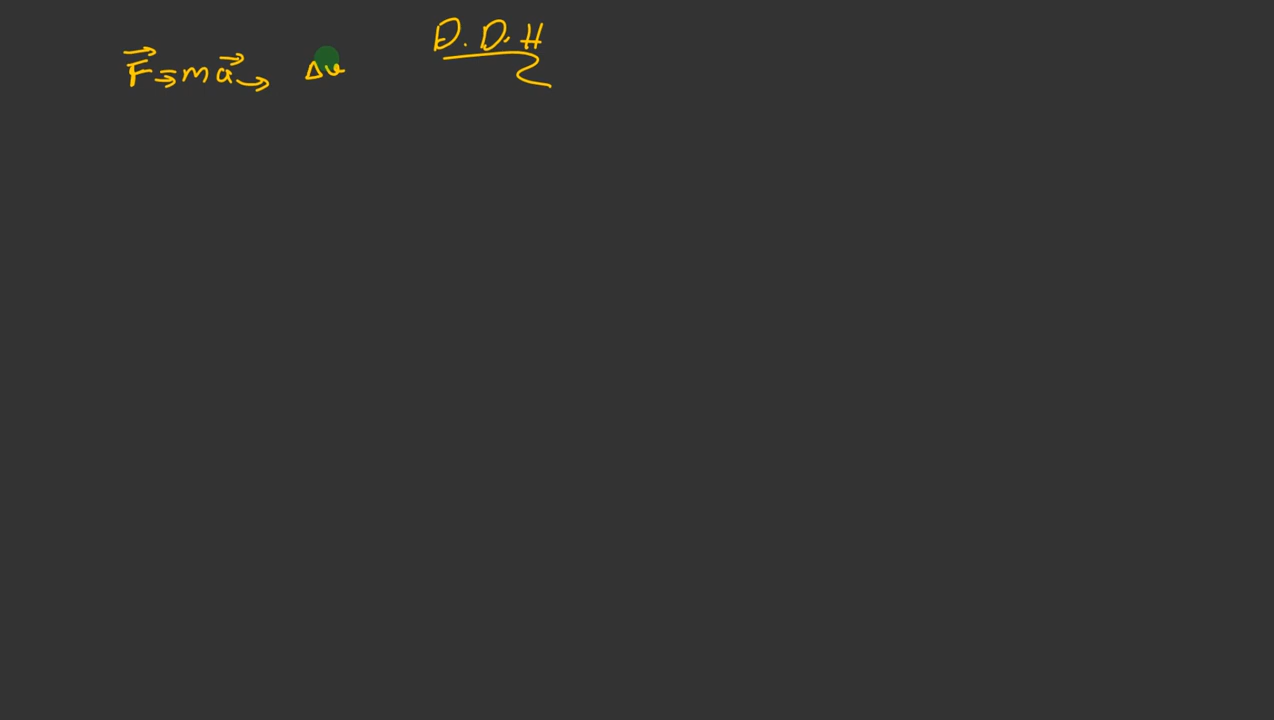 D.D.H
F⃗ = ma⃗ → Δv